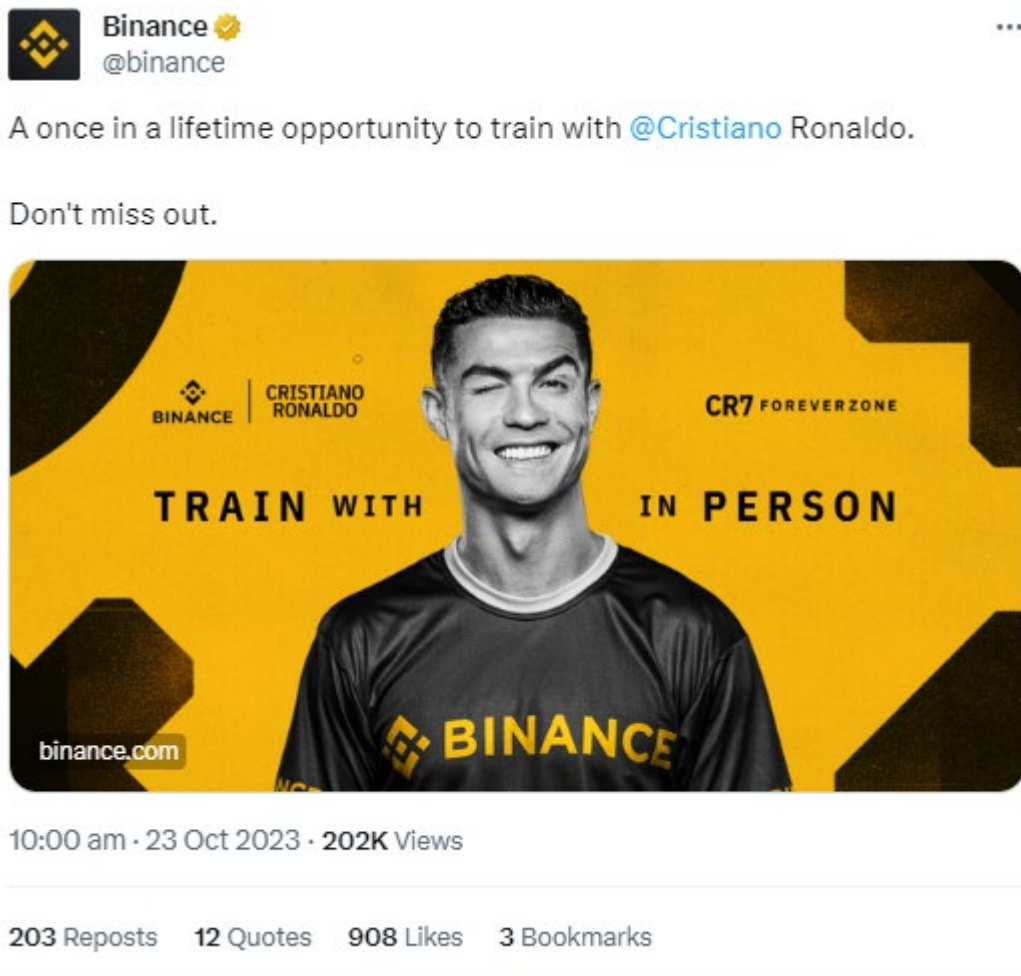 Binance
@binance
A once in a lifetime opportunity to train with @Cristiano Ronaldo.
Don't miss out.
BINANCE
CRISTIANO
RONALDO
CR7 FOREVERZONE
TRAIN WITH IN PERSON
BINANCE
binance.com
10:00 am · 23 Oct 2023 · 202K Views
203 Reposts 12 Quotes 908 Likes 3 Bookmarks